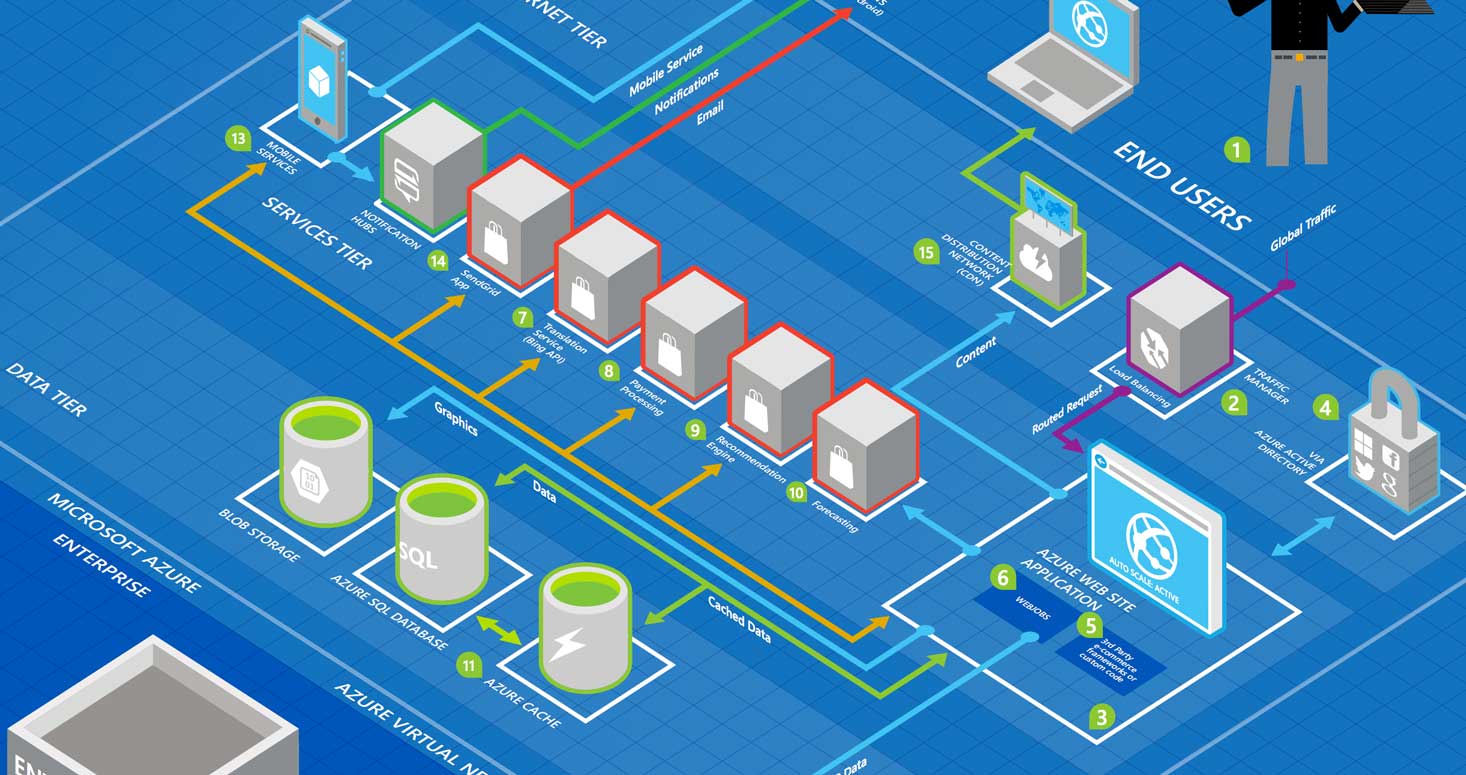 RNET TIER
roid)
Mobile Service
Notifications
Email
13
MOBILE
SERVICES
SERVICES TIER
NOTIFICATION
HUBS
14
SendGrid
App
7
Translation
Service
(Bing API)
8
Payment
Processing
9
Recommendation
Engine
10
Forecasting
1
END USERS
Global Traffic
15
CONTENT
DISTRIBUTION
NETWORK
(CDN)
Content
Load Balancing
TRAFFIC
MANAGER
2
Routed Request
4
VIA
AZURE ACTIVE
DIRECTORY
f
g
DATA TIER
Graphics
Data
Cached Data
10
01
BLOB STORAGE
SQL
AZURE SQL DATABASE
11
AZURE CACHE
AUTO SCALE: ACTIVE
AZURE WEB SITE
APPLICATION
6
WEBJOBS
5
3rd Party
e-commerce
frameworks or
custom code
3
MICROSOFT AZURE
ENTERPRISE
AZURE VIRTUAL NE
Data
EN